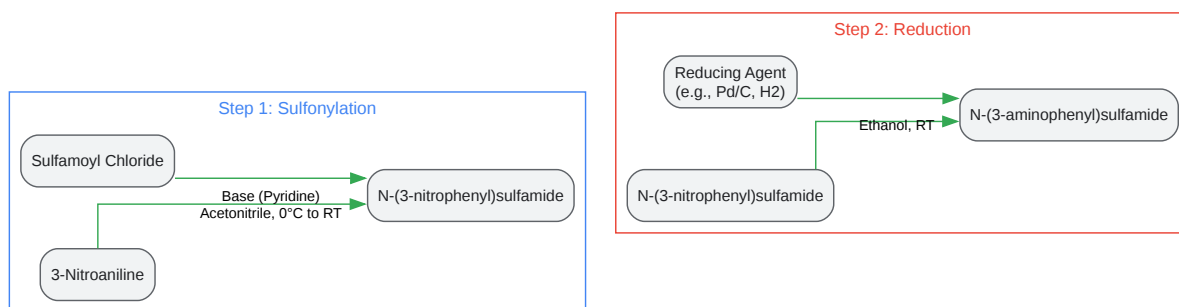 Step 1: Sulfonylation
Sulfamoyl Chloride
Base (Pyridine)
Acetonitrile, 0°C to RT
N-(3-nitrophenyl)sulfamide
3-Nitroaniline
Step 2: Reduction
Reducing Agent
(e.g., Pd/C, H2)
Ethanol, RT
N-(3-aminophenyl)sulfamide
N-(3-nitrophenyl)sulfamide